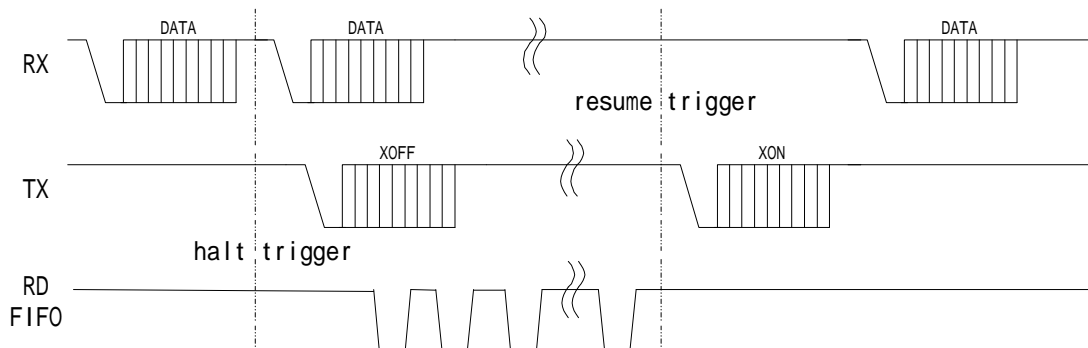 DATA DATA DATA
RX
resume trigger
XOFF XON
TX
halt trigger
RD
FIFO